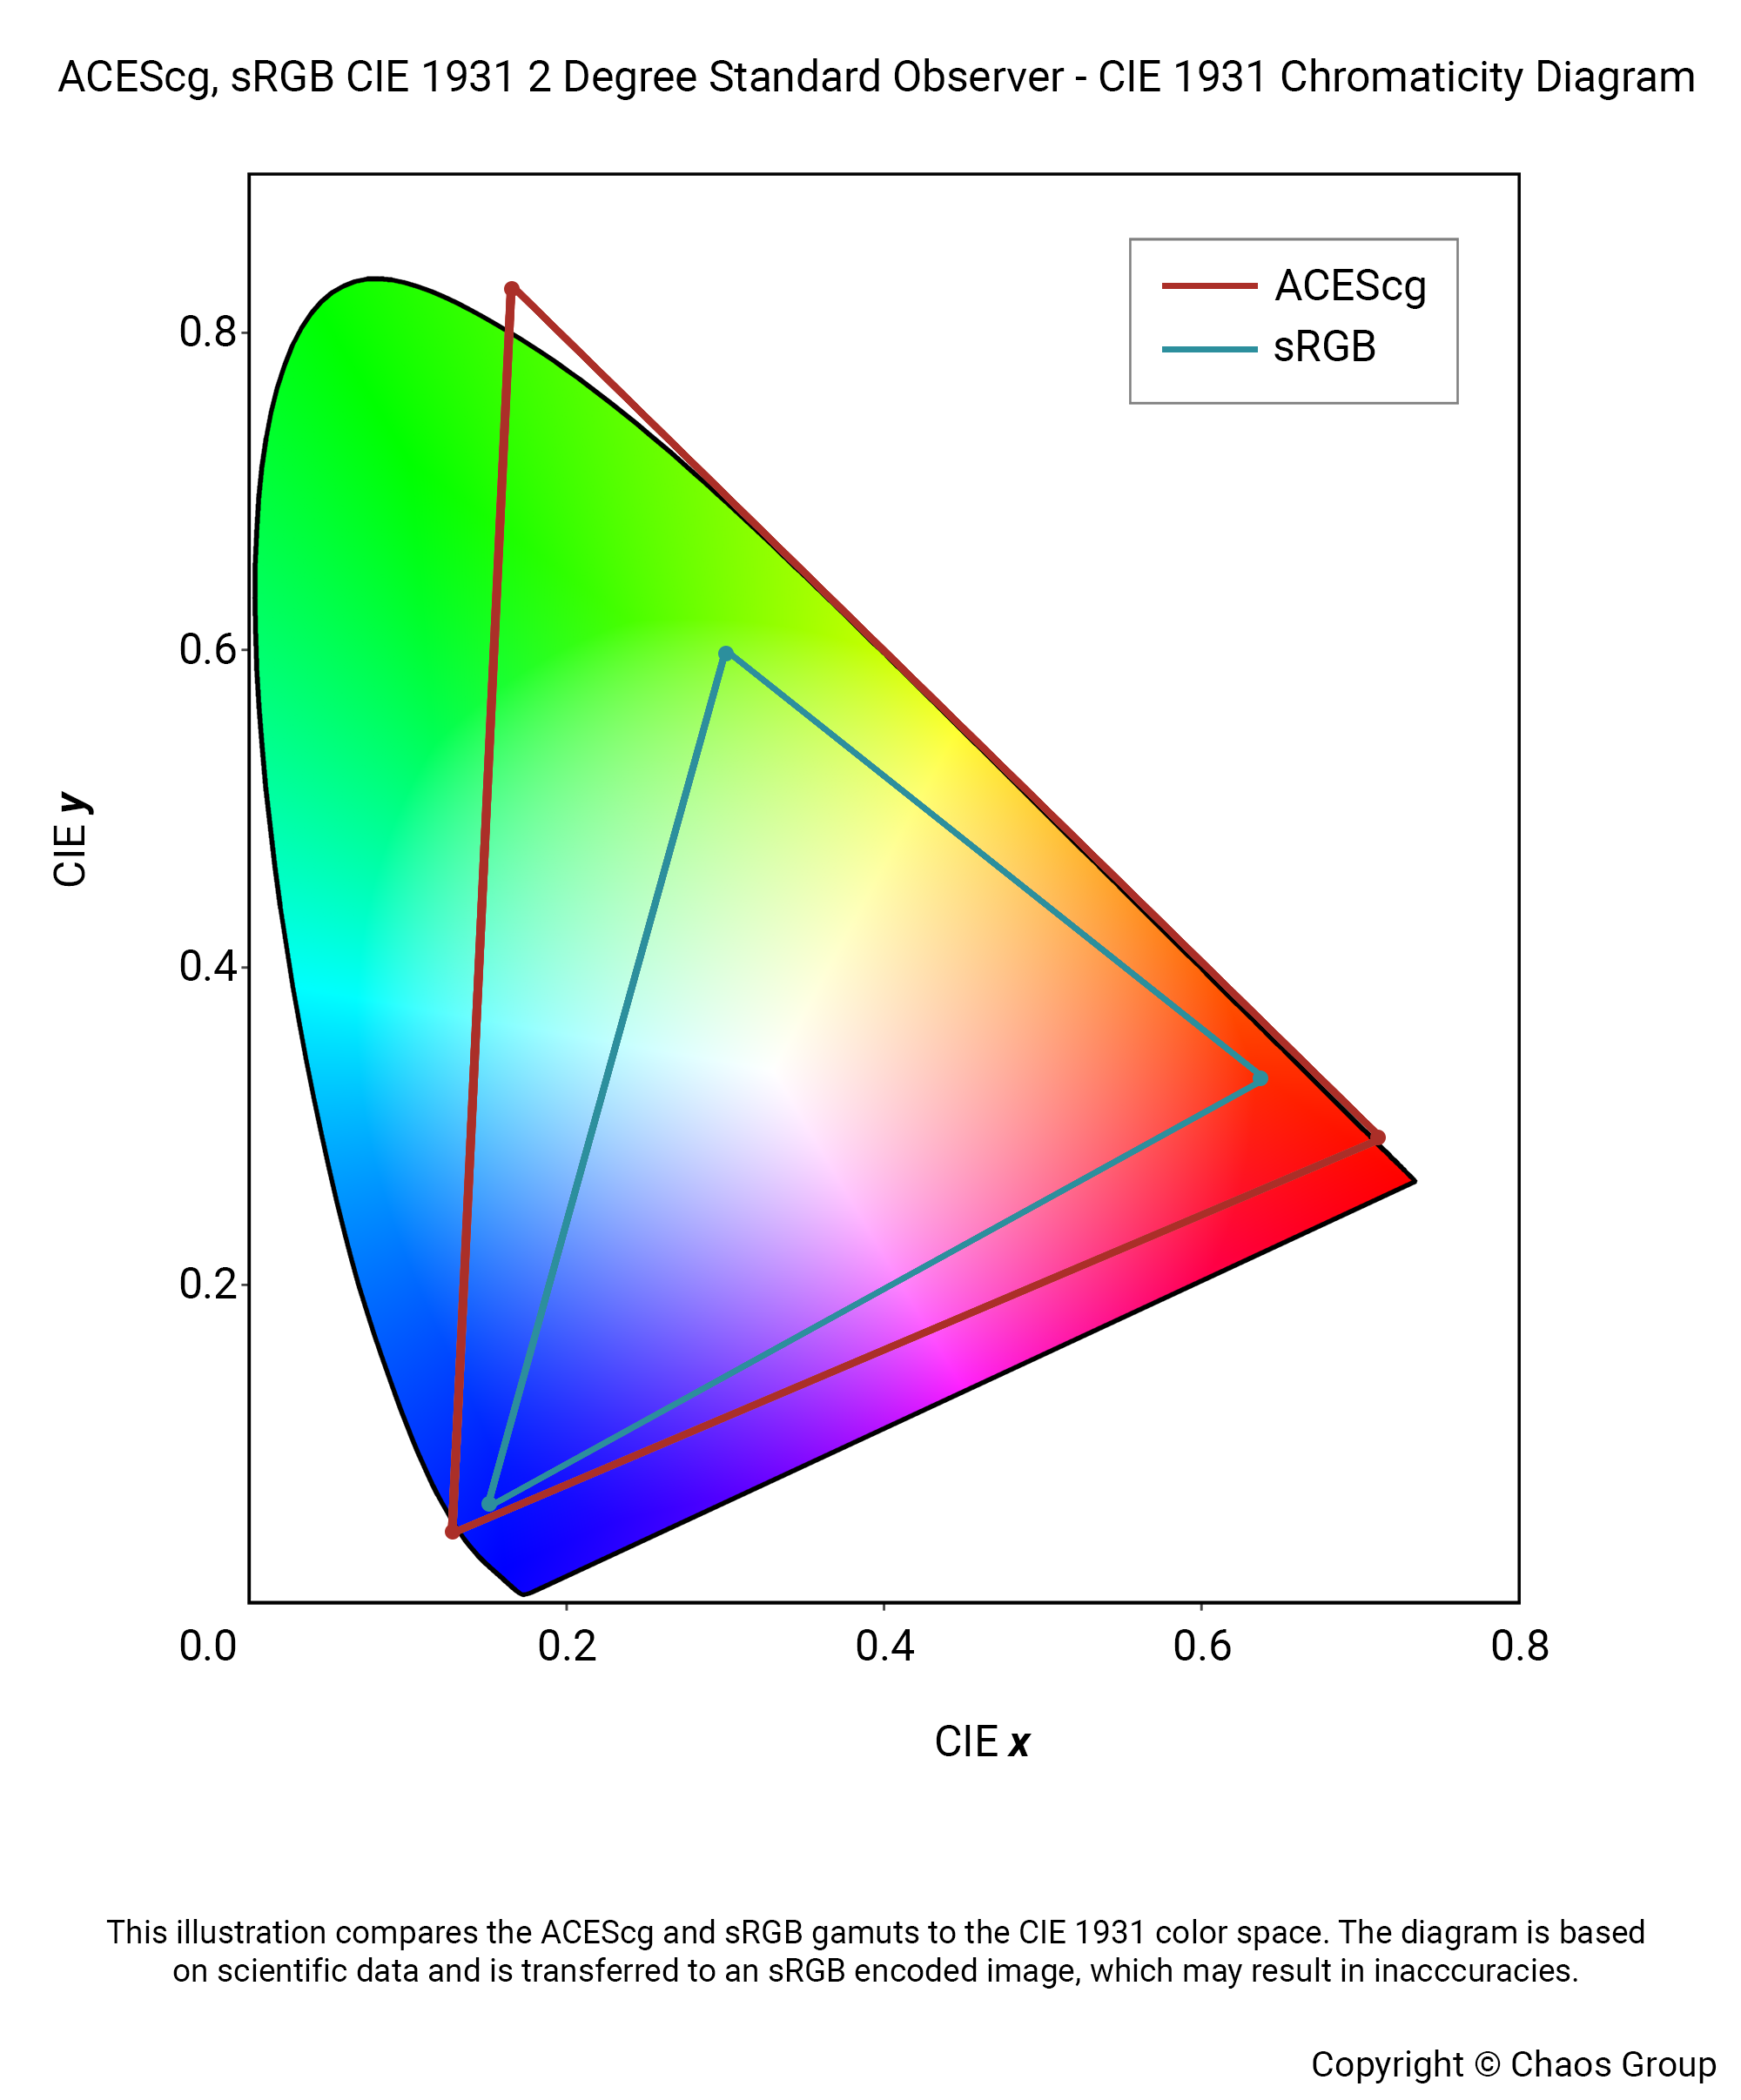 ACEScg, sRGB CIE 1931 2 Degree Standard Observer - CIE 1931 Chromaticity Diagram
ACEScg
sRGB
0.8
0.6
0.4
0.2
CIE y
0.0
0.2
0.4
0.6
0.8
CIE x
This illustration compares the ACEScg and sRGB gamuts to the CIE 1931 color space. The diagram is based
on scientific data and is transferred to an sRGB encoded image, which may result in inacccuracies.
Copyright © Chaos Group